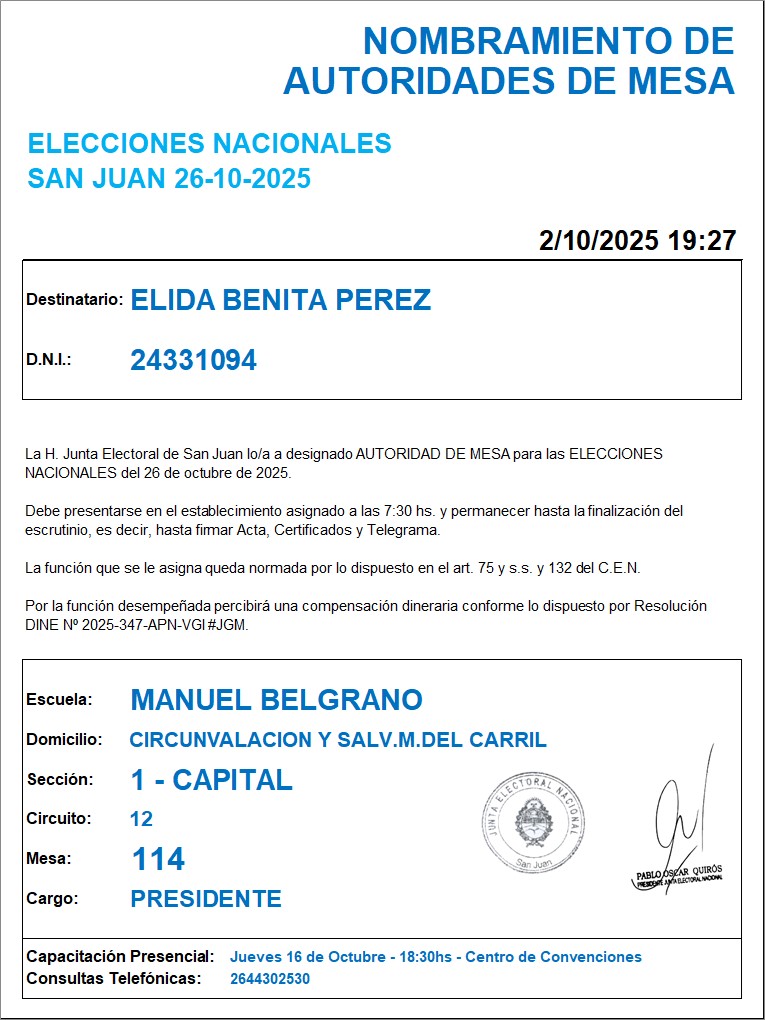 NOMBRAMIENTO DE
AUTORIDADES DE MESA
ELECCIONES NACIONALES
SAN JUAN 26-10-2025
2/10/2025 19:27
Destinatario: ELIDA BENITA PEREZ
D.N.I.: 24331094
La H. Junta Electoral de San Juan lo/a a designado AUTORIDAD DE MESA para las ELECCIONES
NACIONALES del 26 de octubre de 2025.
Debe presentarse en el establecimiento asignado a las 7:30 hs. y permanecer hasta la finalización del
escrutinio, es decir, hasta firmar Acta, Certificados y Telegrama.
La función que se le asigna queda normada por lo dispuesto en el art. 75 y s.s. y 132 del C.E.N.
Por la función desempeñada percibirá una compensación dineraria conforme lo dispuesto por Resolución
DINE Nº 2025-347-APN-VGI#JGM.
Escuela: MANUEL BELGRANO
Domicilio: CIRCUNVALACION Y SALV.M.DEL CARRIL
Sección: 1 - CAPITAL
Circuito: 12
Mesa: 114
Cargo: PRESIDENTE
JUNTA ELECTORAL NACIONAL
San Juan
PABLO OSCAR QUIRÓS
PRESIDENTE JUNTA ELECTORAL NACIONAL
Capacitación Presencial: Jueves 16 de Octubre - 18:30hs - Centro de Convenciones
Consultas Telefónicas: 2644302530